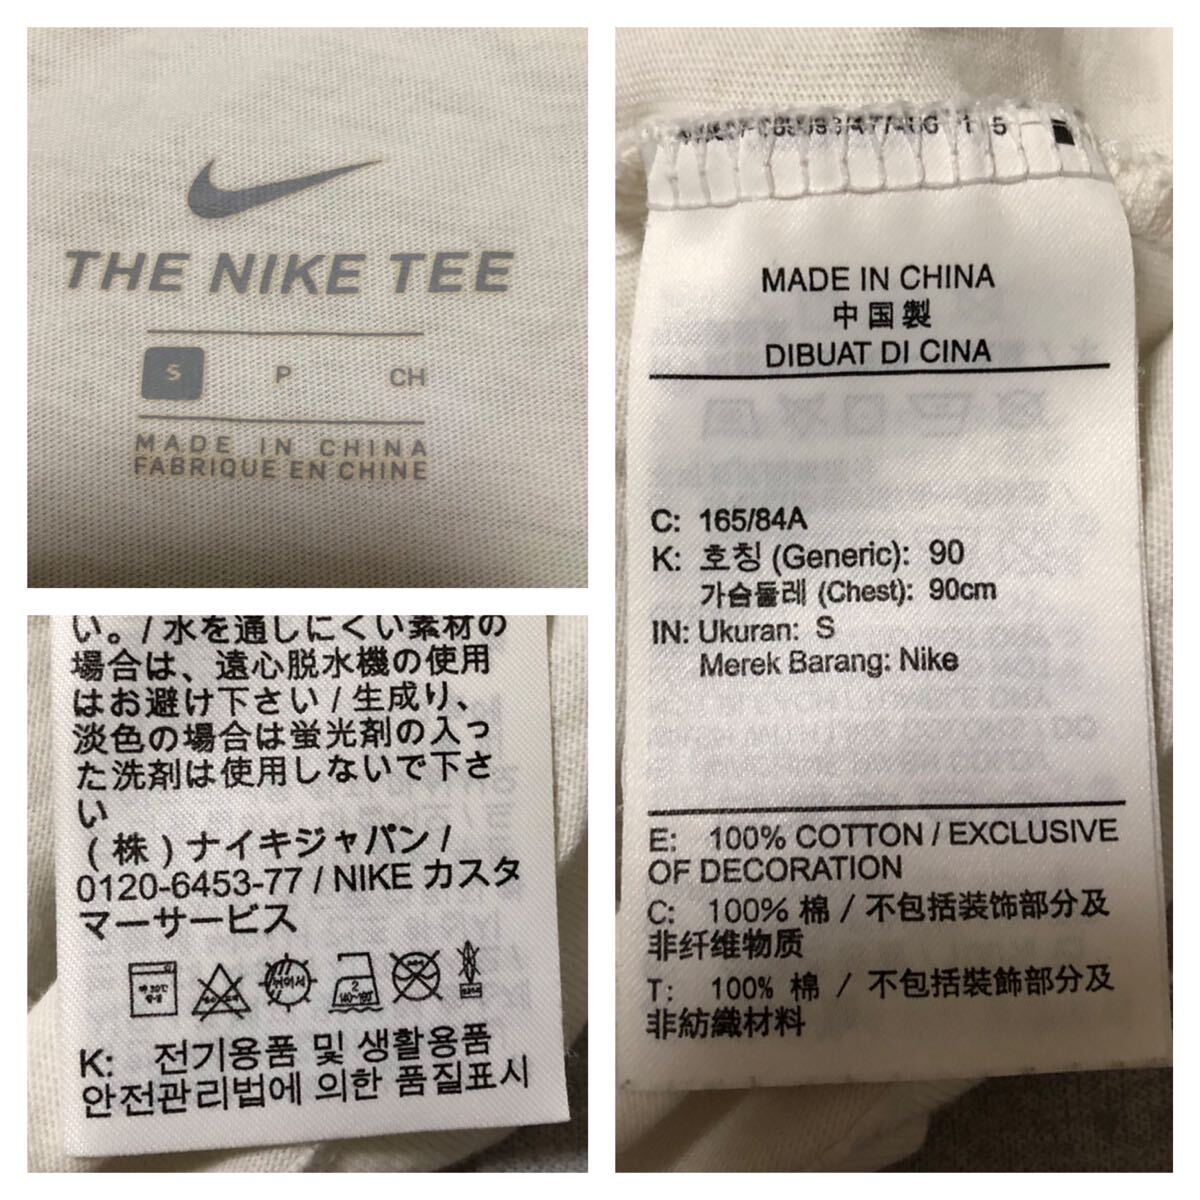 THE NIKE TEE
S P CH
MADE IN CHINA
FABRIQUE EN CHINE
い。/ 水を通しにくい素材の
場合は、遠心脱水機の使用
はお避け下さい / 生成り、
淡色の場合は蛍光剤の入っ
た洗剤は使用しないで下さ
い
(株)ナイキジャパン /
0120-6453-77 / NIKE カスタ
マーサービス
K: 전기용품 및 생활용품
안전관리법에 의한 품질표시
MADE IN CHINA
中国製
DIBUAT DI CINA
C: 165/84A
K: 호칭 (Generic): 90
가슴둘레 (Chest): 90cm
IN: Ukuran: S
Merek Barang: Nike
E: 100% COTTON / EXCLUSIVE
OF DECORATION
C: 100% 棉 / 不包括装饰部分及
非纤维物质
T: 100% 棉 / 不包括裝飾部分及
非紡織材料